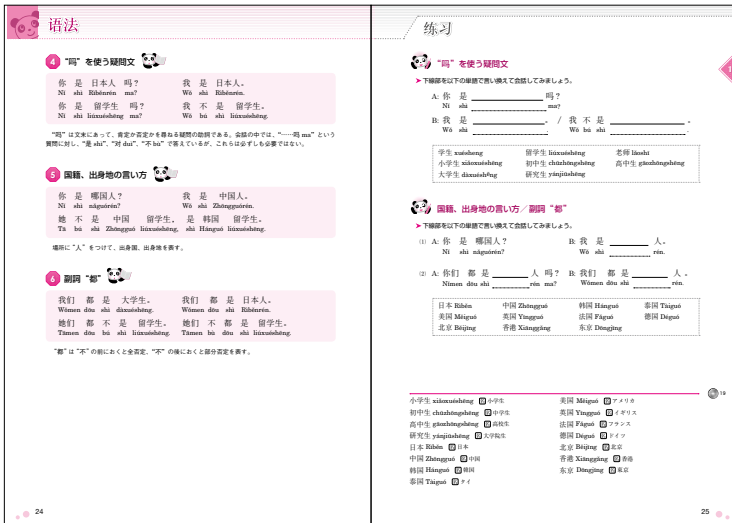 语法
4 “吗”を使う疑問文
你 是 日本人 吗？ 我 是 日本人。
Nǐ shì Rìběnrén ma? Wǒ shì Rìběnrén.
你 是 留学生 吗？ 我 不 是 留学生。
Nǐ shì liúxuéshēng ma? Wǒ bú shì liúxuéshēng.
“吗”は文末にあって、肯定か否定かを尋ねる疑問の助詞である。会話の中では、“……吗 ma”という
質問に対し、“是 shì”、“对 duì”、“不 bù”で答えているが、これらは必ずしも必要ではない。
5 国籍、出身地の言い方
你 是 哪国人？ 我 是 中国人。
Nǐ shì nǎguórén? Wǒ shì Zhōngguórén.
她 不 是 中国 留学生， 是 韩国 留学生。
Tā bú shì Zhōngguó liúxuéshēng, shì Hánguó liúxuéshēng.
場所に“人”をつけて、出身国、出身地を表す。
6 副詞“都”
我们 都 是 大学生。 我们 都 是 日本人。
Wǒmen dōu shì dàxuéshēng. Wǒmen dōu shì Rìběnrén.
她们 都 不 是 留学生。 她们 不 都 是 留学生。
Tāmen dōu bú shì liúxuéshēng. Tāmen bù dōu shì liúxuéshēng.
“都”は“不”の前におくと全否定、“不”の後におくと部分否定を表す。
24
练习
1
“吗”を使う疑問文
➤下線部を以下の単語で言い換えて会話してみましょう。
A: 你 是 ＿＿＿ 吗？
Nǐ shì ＿＿＿ ma?
B: 我 是 ＿＿＿ 。 / 我 不 是 ＿＿＿ 。
Wǒ shì ＿＿＿. Wǒ bú shì ＿＿＿.
学生 xuésheng 留学生 liúxuéshēng 老师 lǎoshī
小学生 xiǎoxuéshēng 初中生 chūzhōngshēng 高中生 gāozhōngshēng
大学生 dàxuéshēng 研究生 yánjiūshēng
国籍、出身地の言い方／副詞“都”
➤下線部を以下の単語で言い換えて会話してみましょう。
(1) A: 你 是 哪国人？ B: 我 是 ＿＿＿ 人。
Nǐ shì nǎguórén? Wǒ shì ＿＿＿ rén.
(2) A: 你们 都 是 ＿＿＿ 人 吗？ B: 我们 都 是 ＿＿＿ 人 。
Nǐmen dōu shì ＿＿＿ rén ma? Wǒmen dōu shì ＿＿＿ rén.
日本 Rìběn 中国 Zhōngguó 韩国 Hánguó 泰国 Tàiguó
美国 Měiguó 英国 Yīngguó 法国 Fǎguó 德国 Déguó
北京 Běijīng 香港 Xiānggǎng 东京 Dōngjīng
19
小学生 xiǎoxuéshēng 名 小学生
初中生 chūzhōngshēng 名 中学生
高中生 gāozhōngshēng 名 高校生
研究生 yánjiūshēng 名 大学院生
日本 Rìběn 名 日本
中国 Zhōngguó 名 中国
韩国 Hánguó 名 韓国
泰国 Tàiguó 名 タイ
美国 Měiguó 名 アメリカ
英国 Yīngguó 名 イギリス
法国 Fǎguó 名 フランス
德国 Déguó 名 ドイツ
北京 Běijīng 名 北京
香港 Xiānggǎng 名 香港
东京 Dōngjīng 名 東京
25